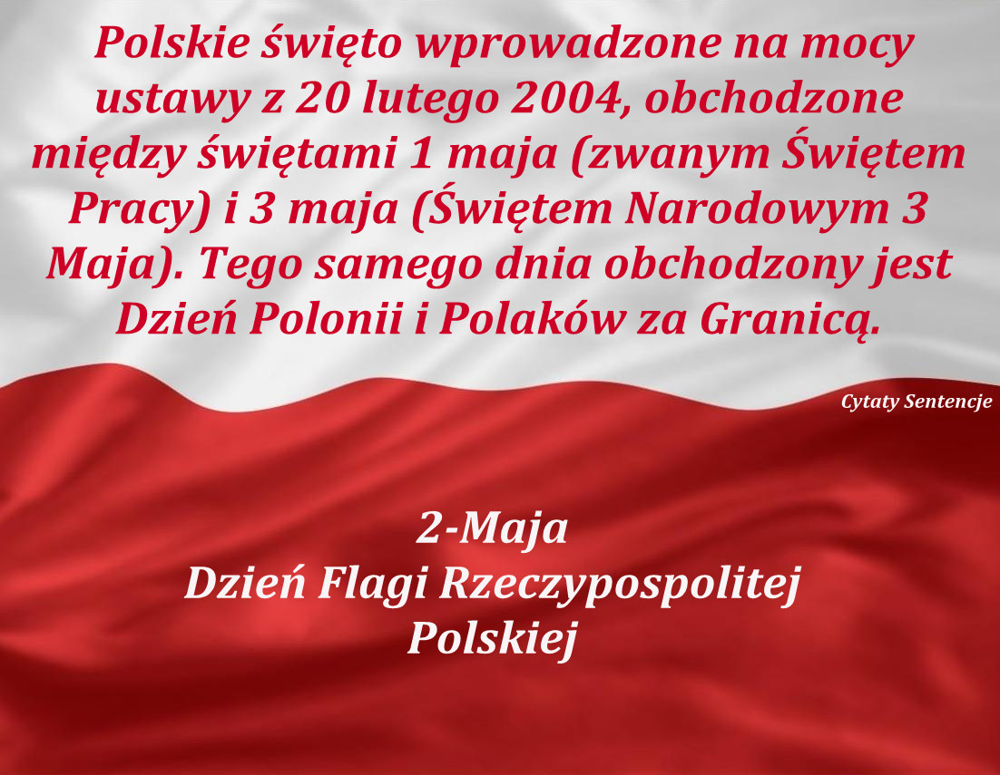 Polskie święto wprowadzone na mocy
ustawy z 20 lutego 2004, obchodzone
między świętami 1 maja (zwanym Świętem
Pracy) i 3 maja (Świętem Narodowym 3
Maja). Tego samego dnia obchodzony jest
Dzień Polonii i Polaków za Granicą.
Cytaty Sentencje
2-Maja
Dzień Flagi Rzeczypospolitej
Polskiej